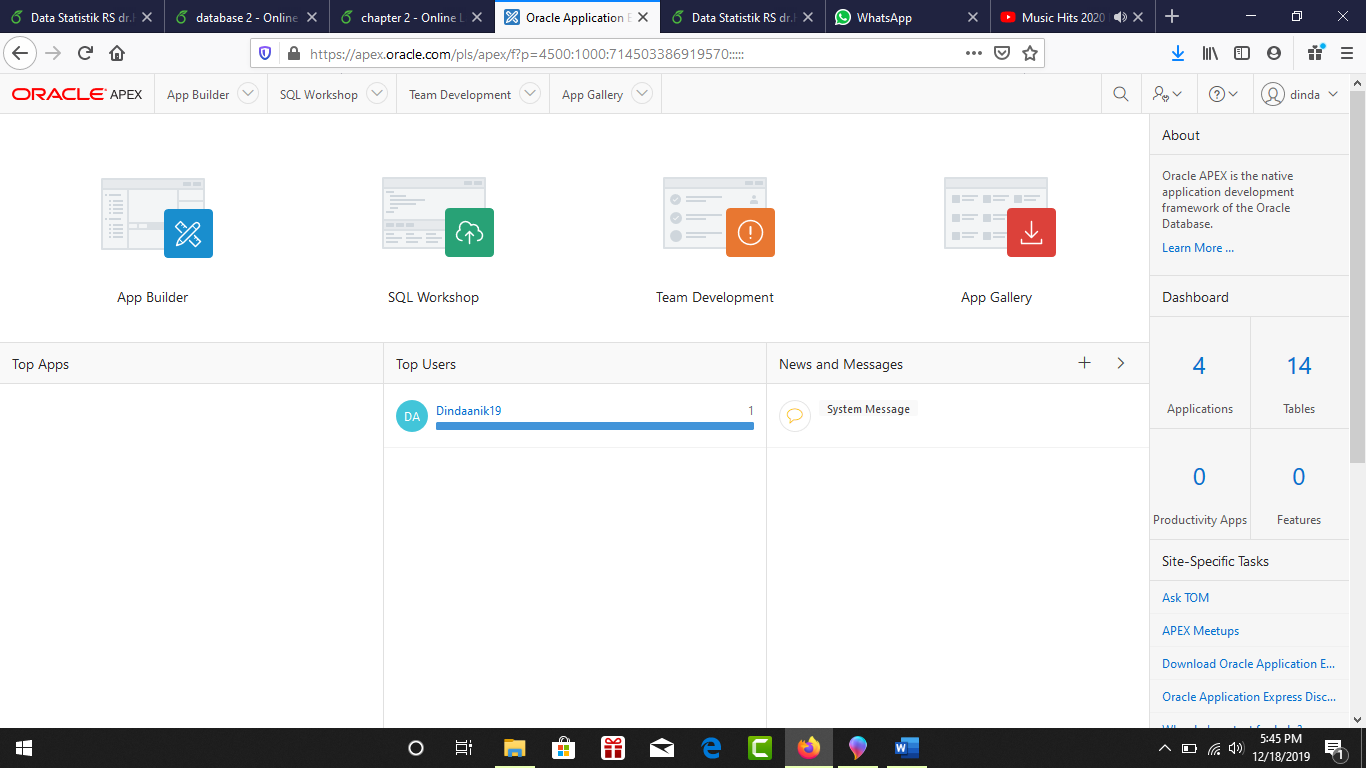 Data Statistik RS dr.
database 2 - Online
chapter 2 - Online L
Oracle Application E
Data Statistik RS dr.
WhatsApp
Music Hits 2020
https://apex.oracle.com/pls/apex/f?p=4500:1000:714503386919570:::::
ORACLE APEX
App Builder
SQL Workshop
Team Development
App Gallery
dinda
App Builder
SQL Workshop
Team Development
App Gallery
About
Oracle APEX is the native
application development
framework of the Oracle
Database.
Learn More ...
Dashboard
4
Applications
14
Tables
0
Productivity Apps
0
Features
Top Apps
Top Users
DA
Dindaanik19
1
News and Messages
System Message
Site-Specific Tasks
Ask TOM
APEX Meetups
Download Oracle Application E...
Oracle Application Express Disc...
5:45 PM
12/18/2019
1